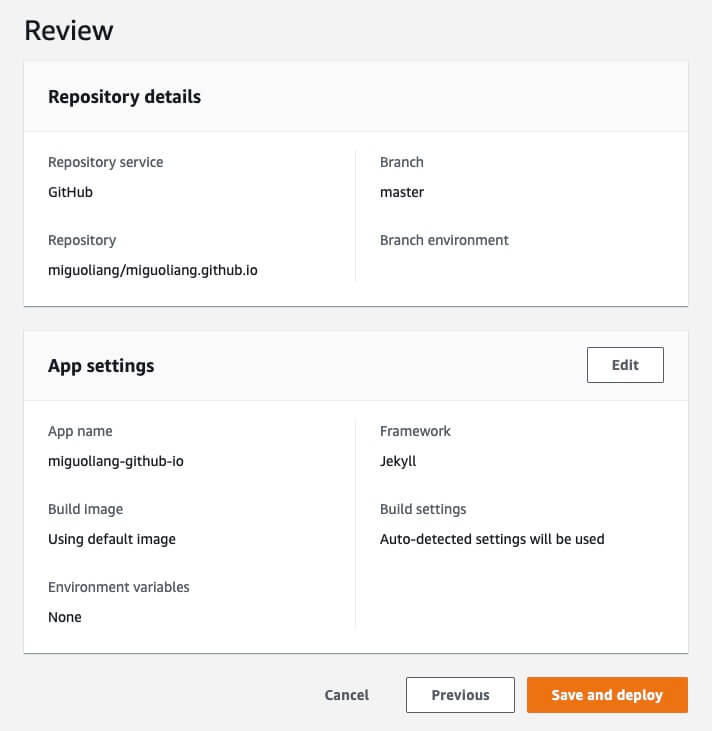 Review
Repository details
Repository service
GitHub
Branch
master
Repository
miguoliang/miguoliang.github.io
Branch environment
App settings
Edit
App name
miguoliang-github-io
Framework
Jekyll
Build image
Using default image
Build settings
Auto-detected settings will be used
Environment variables
None
Cancel
Previous
Save and deploy